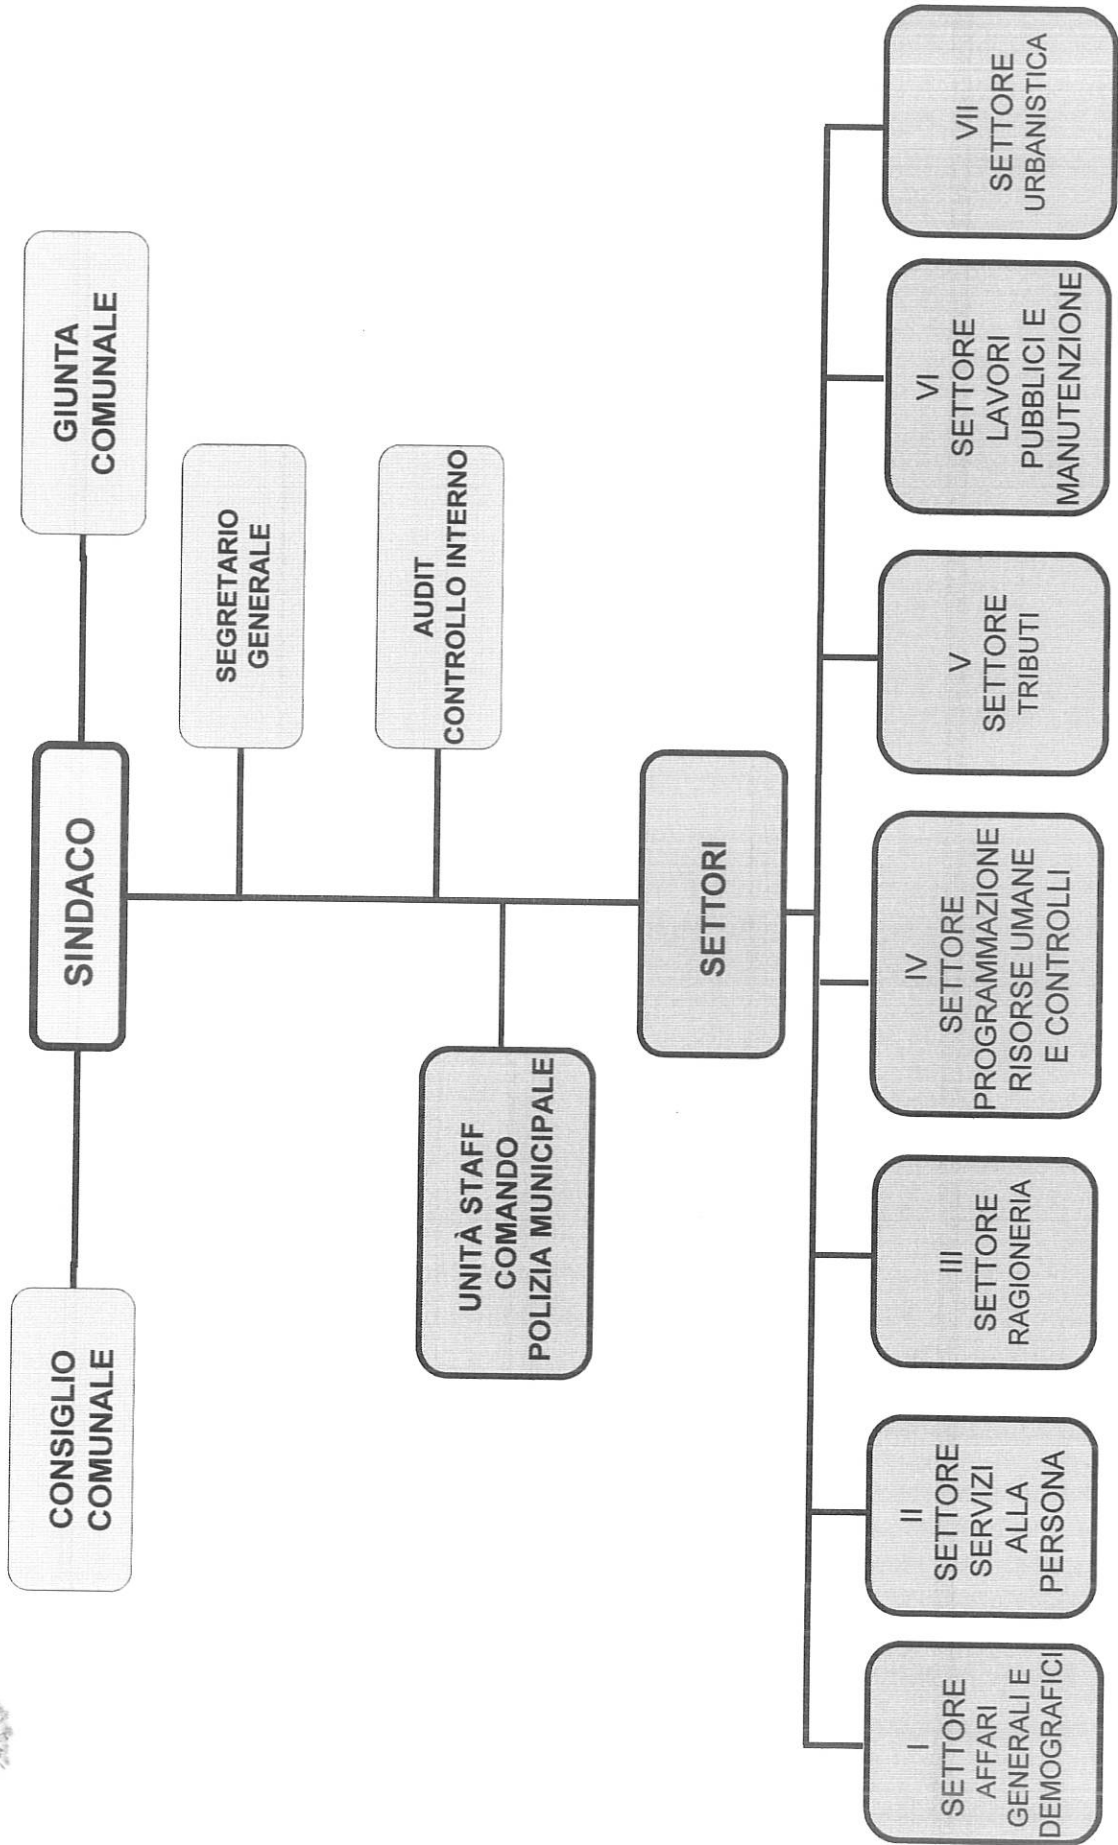 CONSIGLIO
COMUNALE
SINDACO
GIUNTA
COMUNALE
SEGRETARIO
GENERALE
AUDIT
CONTROLLO INTERNO
UNITÀ STAFF
COMANDO
POLIZIA MUNICIPALE
SETTORI
I
SETTORE
AFFARI
GENERALI E
DEMOGRAFICI
II
SETTORE
SERVIZI
ALLA
PERSONA
III
SETTORE
RAGIONERIA
IV
SETTORE
PROGRAMMAZIONE
RISORSE UMANE
E CONTROLLI
V
SETTORE
TRIBUTI
VI
SETTORE
LAVORI
PUBBLICI E
MANUTENZIONE
VII
SETTORE
URBANISTICA